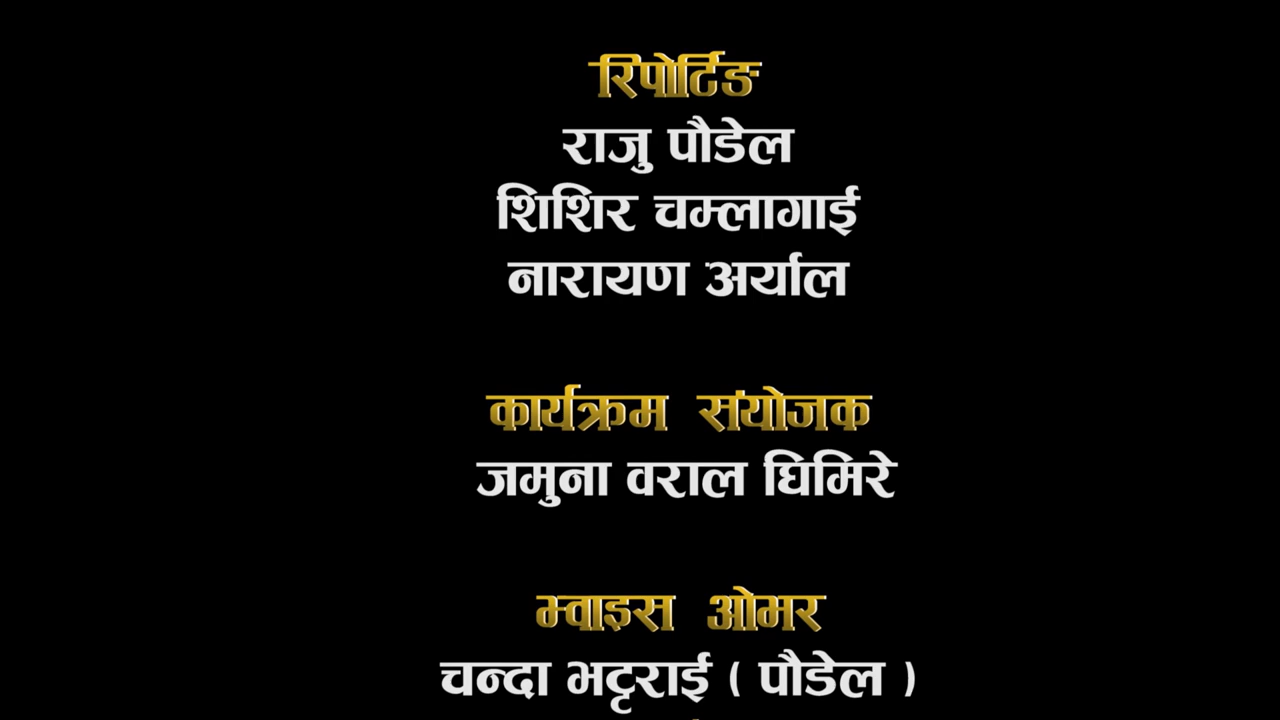 रिपोर्टिङ
राजु पौडेल
शिशिर चम्लागाई
नारायण अर्याल
कार्यक्रम संयोजक
जमुना वराल घिमिरे
भ्वाइस ओभर
चन्दा भट्टराई ( पौडेल )